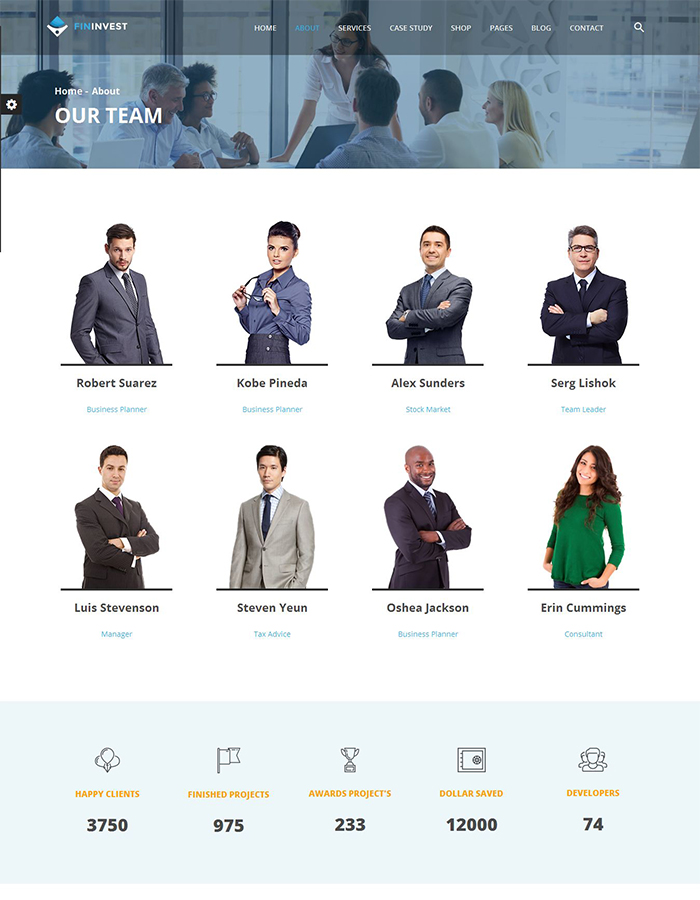 FININVEST
HOME ABOUT SERVICES CASE STUDY SHOP PAGES BLOG CONTACT
Home - About
OUR TEAM
Robert Suarez Kobe Pineda Alex Sunders Serg Lishok
Business Planner Business Planner Stock Market Team Leader
Luis Stevenson Steven Yeun Oshea Jackson Erin Cummings
Manager Tax Advice Business Planner Consultant
HAPPY CLIENTS FINISHED PROJECTS AWARDS PROJECT'S DOLLAR SAVED DEVELOPERS
3750 975 233 12000 74